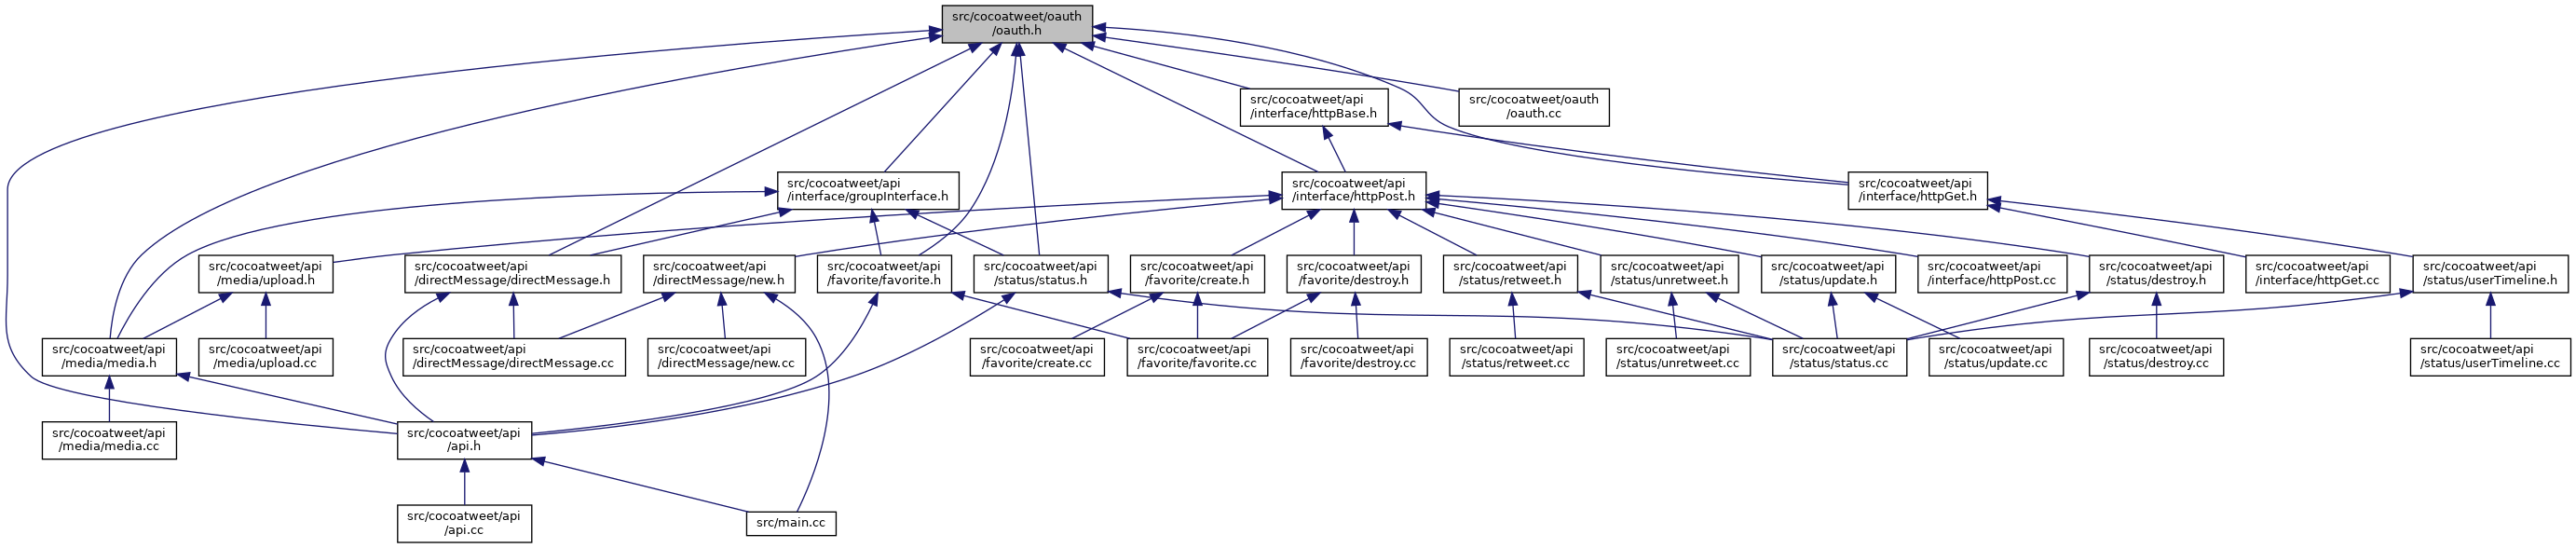 src/cocoatweet/oauth
/oauth.h
src/cocoatweet/api
/interface/httpBase.h
src/cocoatweet/oauth
/oauth.cc
src/cocoatweet/api
/interface/groupInterface.h
src/cocoatweet/api
/interface/httpPost.h
src/cocoatweet/api
/interface/httpGet.h
src/cocoatweet/api
/media/upload.h
src/cocoatweet/api
/directMessage/directMessage.h
src/cocoatweet/api
/directMessage/new.h
src/cocoatweet/api
/favorite/favorite.h
src/cocoatweet/api
/status/status.h
src/cocoatweet/api
/favorite/create.h
src/cocoatweet/api
/favorite/destroy.h
src/cocoatweet/api
/status/retweet.h
src/cocoatweet/api
/status/unretweet.h
src/cocoatweet/api
/status/update.h
src/cocoatweet/api
/interface/httpPost.cc
src/cocoatweet/api
/status/destroy.h
src/cocoatweet/api
/interface/httpGet.cc
src/cocoatweet/api
/status/userTimeline.h
src/cocoatweet/api
/media/media.h
src/cocoatweet/api
/media/upload.cc
src/cocoatweet/api
/directMessage/directMessage.cc
src/cocoatweet/api
/directMessage/new.cc
src/cocoatweet/api
/favorite/create.cc
src/cocoatweet/api
/favorite/favorite.cc
src/cocoatweet/api
/favorite/destroy.cc
src/cocoatweet/api
/status/retweet.cc
src/cocoatweet/api
/status/unretweet.cc
src/cocoatweet/api
/status/status.cc
src/cocoatweet/api
/status/update.cc
src/cocoatweet/api
/status/destroy.cc
src/cocoatweet/api
/status/userTimeline.cc
src/cocoatweet/api
/media/media.cc
src/cocoatweet/api
/api.h
src/cocoatweet/api
/api.cc
src/main.cc